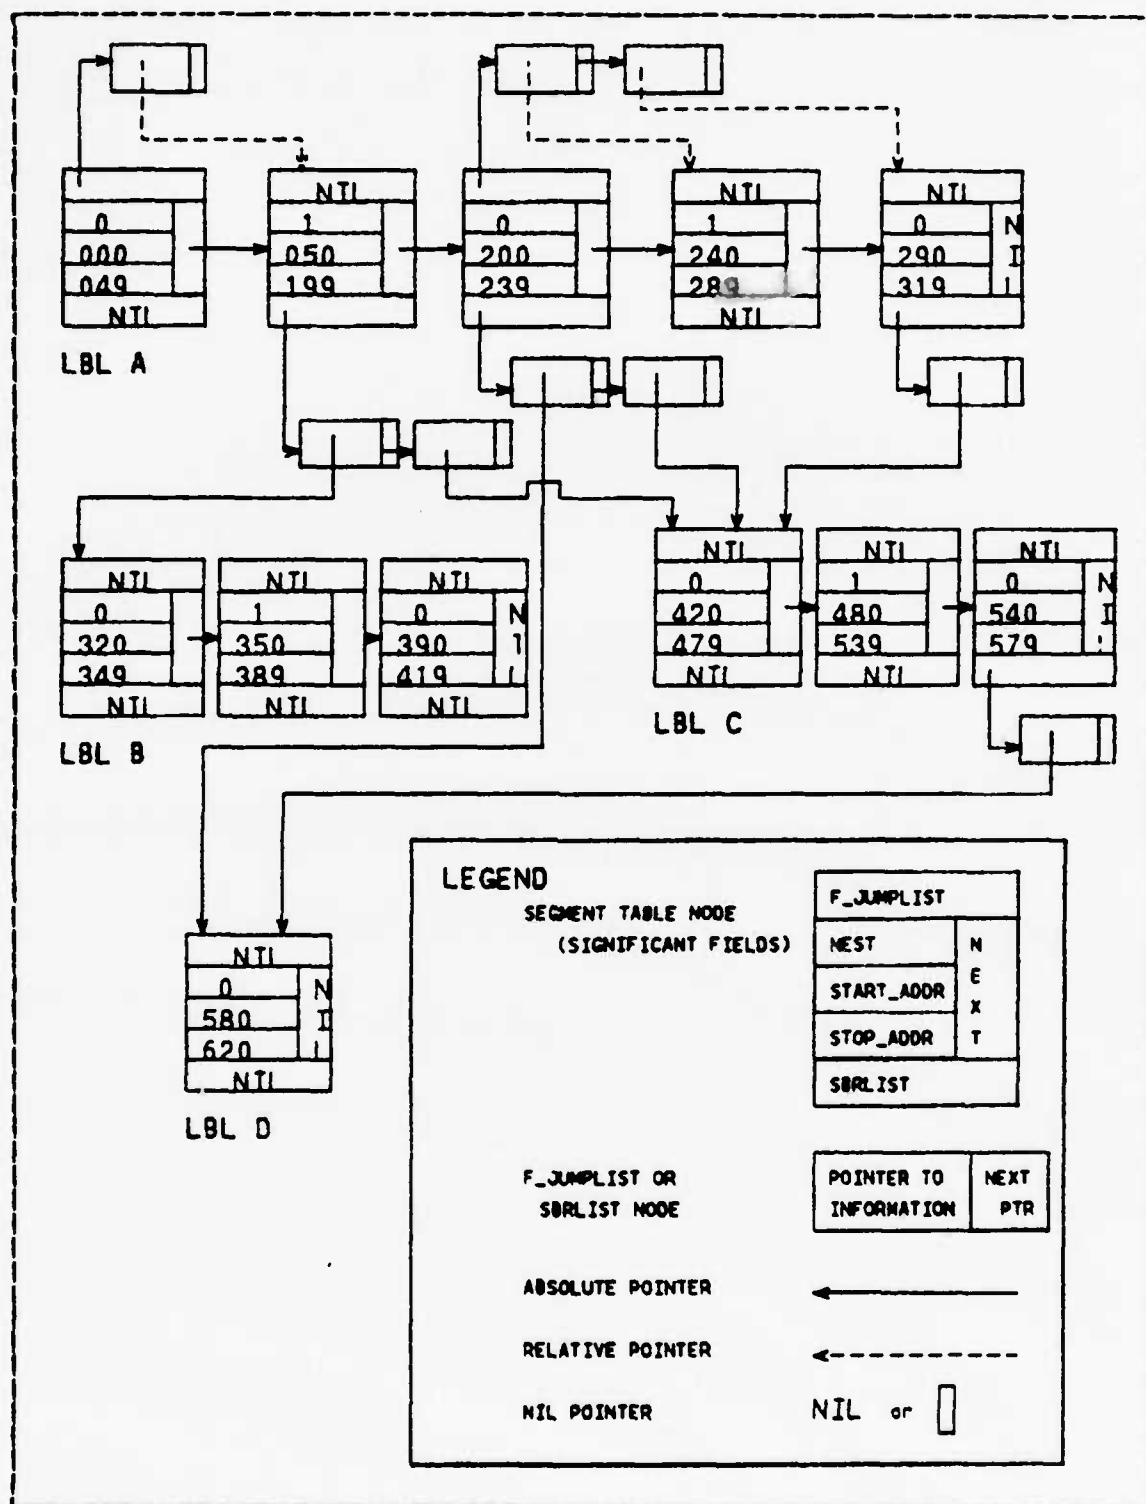 NIL NIL NIL
0 1 0 1 0 N
000 050 200 240 290 I
049 199 239 289 319 L
NIL NIL
LBL A
NIL NIL NIL NIL NIL NIL
0 1 0 N 0 1 0 N
320 350 390 I 420 480 540 I
349 389 419 L 479 539 579 L
NIL NIL NIL NIL NIL
LBL B
LBL C
NIL
0 N
580 I
620 L
NIL
LBL D
LEGEND
SEGMENT TABLE NODE
(SIGNIFICANT FIELDS)
F_JUMPLIST
NEST
START_ADDR
STOP_ADDR
NEXT
SBRLIST
F_JUMPLIST OR
SBRLIST NODE
POINTER TO
INFORMATION
NEXT
PTR
ABSOLUTE POINTER
RELATIVE POINTER
NIL POINTER
NIL or